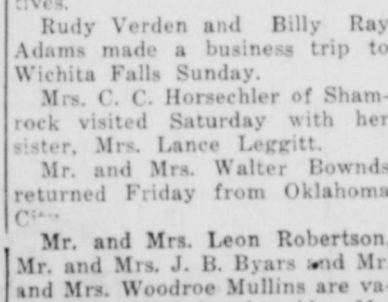 tives.
Rudy Verden and Billy Ray
Adams made a business trip to
Wichita Falls Sunday.
Mrs. C. C. Horsechler of Sham-
rock visited Saturday with her
sister, Mrs. Lance Leggitt.
Mr. and Mrs. Walter Bownds
returned Friday from Oklahoma
Mr. and Mrs. Leon Robertson,
Mr. and Mrs. J. B. Byars and Mr
and Mrs. Woodroe Mullins are va